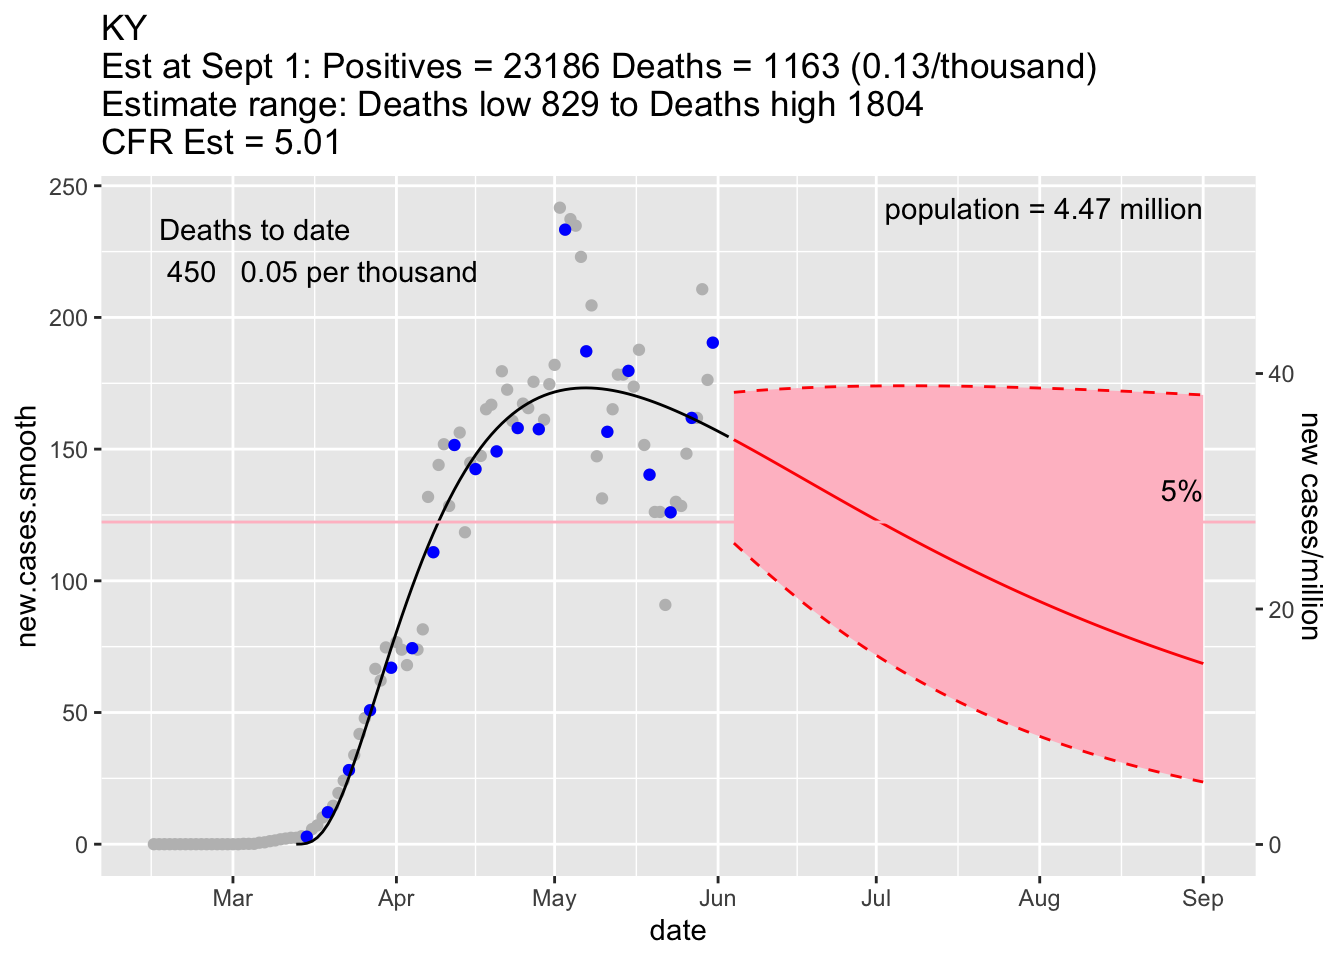 KY
Est at Sept 1: Positives = 23186 Deaths = 1163 (0.13/thousand)
Estimate range: Deaths low 829 to Deaths high 1804
CFR Est = 5.01
250
200
150
100
50
0
new.cases.smooth
Deaths to date
450 0.05 per thousand
population = 4.47 million
5%
40
20
0
new cases/million
Mar Apr May Jun Jul Aug Sep
date